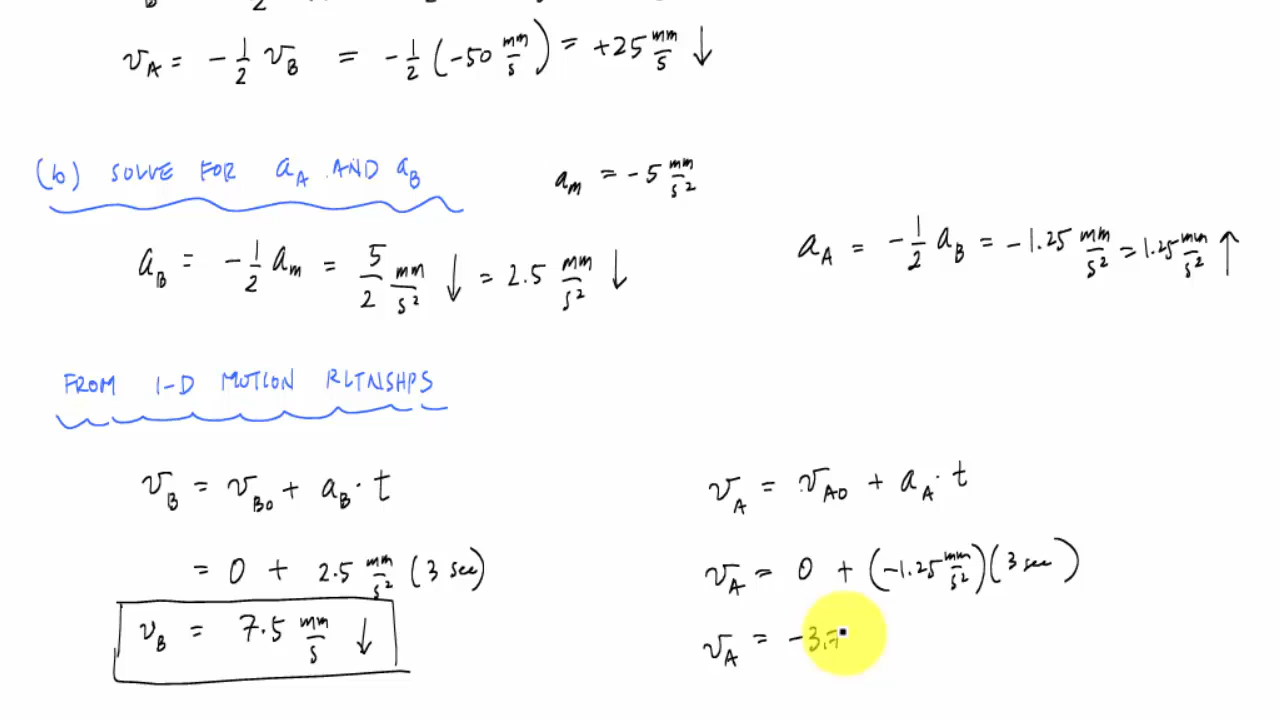 v_A = -1/2 v_B = -1/2 (-50 mm/s) = +25 mm/s ↓
(b) SOLVE FOR a_A AND a_B
a_m = -5 mm/s²
a_B = -1/2 a_m = 5/2 mm/s² ↓ = 2.5 mm/s² ↓
a_A = -1/2 a_B = -1.25 mm/s² = 1.25 mm/s² ↑
FROM 1-D MOTION RLTNSHPS
v_B = v_B0 + a_B · t
= 0 + 2.5 mm/s² (3 sec)
v_B = 7.5 mm/s ↓
v_A = v_A0 + a_A · t
v_A = 0 + (-1.25 mm/s²)(3 sec)
v_A = -3.